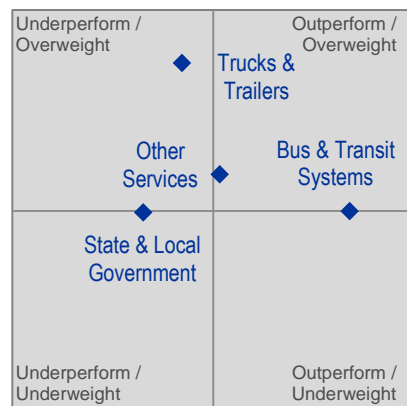 Underperform /
Overweight
Outperform /
Overweight
Trucks &
Trailers
Other
Services
Bus & Transit
Systems
State & Local
Government
Underperform /
Underweight
Outperform /
Underweight